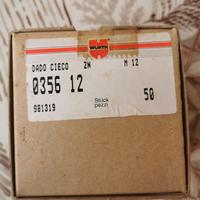 WÜRTH
DADO CIECO ZN M 12
0356 12
981319
Stück
pezzi
50